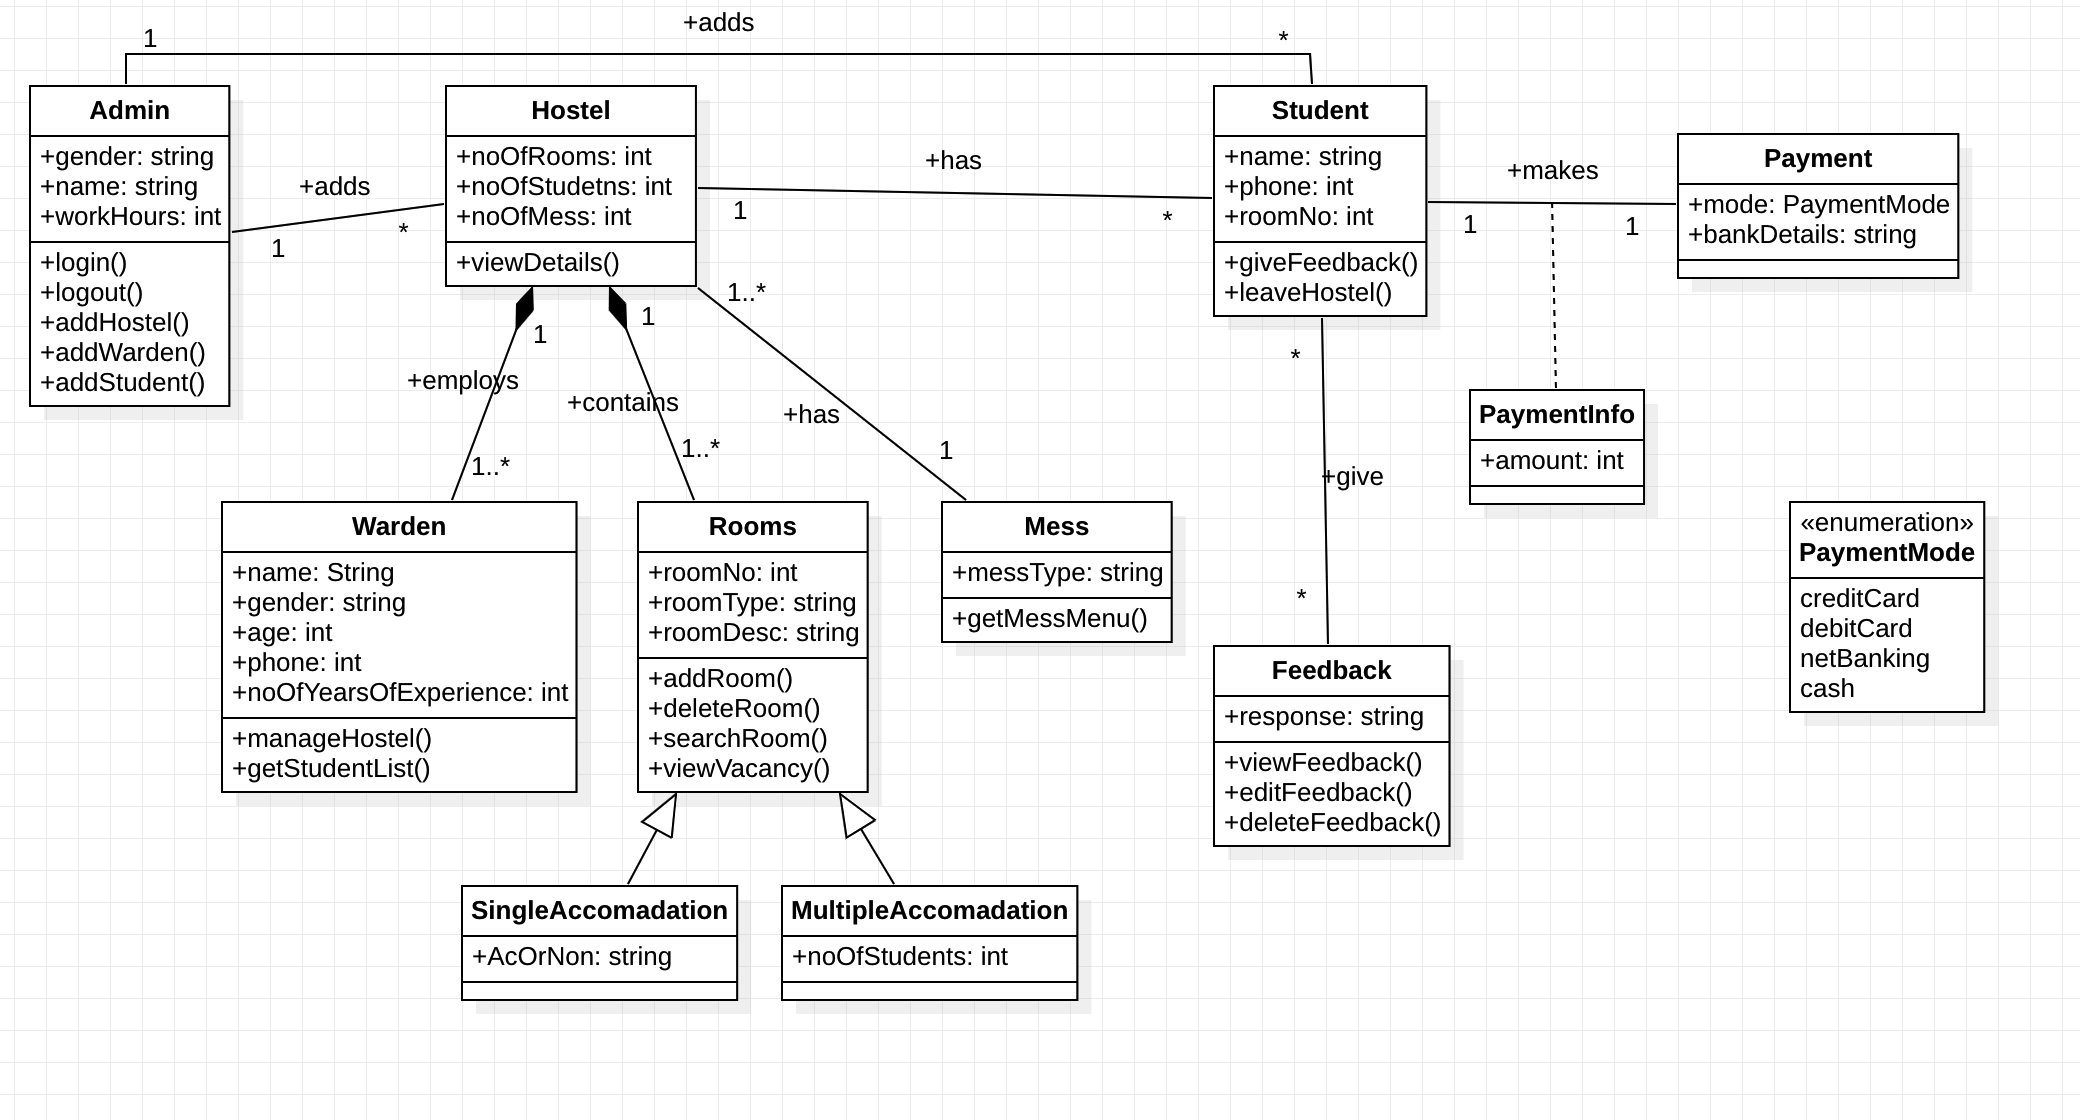 +adds
1
*
Admin
+gender: string
+name: string
+workHours: int
+login()
+logout()
+addHostel()
+addWarden()
+addStudent()
+adds
1
*
Hostel
+noOfRooms: int
+noOfStudetns: int
+noOfMess: int
+viewDetails()
+has
1
*
Student
+name: string
+phone: int
+roomNo: int
+giveFeedback()
+leaveHostel()
+makes
1
1
Payment
+mode: PaymentMode
+bankDetails: string
1
+employs
1..*
1
+contains
1..*
1..*
+has
1
*
+give
*
PaymentInfo
+amount: int
Warden
+name: String
+gender: string
+age: int
+phone: int
+noOfYearsOfExperience: int
+manageHostel()
+getStudentList()
Rooms
+roomNo: int
+roomType: string
+roomDesc: string
+addRoom()
+deleteRoom()
+searchRoom()
+viewVacancy()
Mess
+messType: string
+getMessMenu()
«enumeration»
PaymentMode
creditCard
debitCard
netBanking
cash
Feedback
+response: string
+viewFeedback()
+editFeedback()
+deleteFeedback()
SingleAccomadation
+AcOrNon: string
MultipleAccomadation
+noOfStudents: int